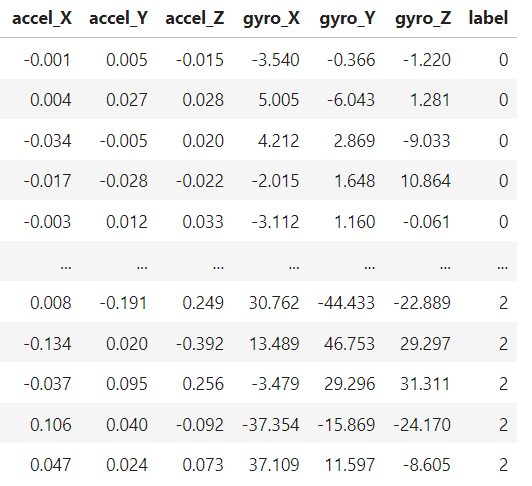 accel_X accel_Y accel_Z gyro_X gyro_Y gyro_Z label
-0.001 0.005 -0.015 -3.540 -0.366 -1.220 0
0.004 0.027 0.028 5.005 -6.043 1.281 0
-0.034 -0.005 0.020 4.212 2.869 -9.033 0
-0.017 -0.028 -0.022 -2.015 1.648 10.864 0
-0.003 0.012 0.033 -3.112 1.160 -0.061 0
... ... ... ... ... ... ...
0.008 -0.191 0.249 30.762 -44.433 -22.889 2
-0.134 0.020 -0.392 13.489 46.753 29.297 2
-0.037 0.095 0.256 -3.479 29.296 31.311 2
0.106 0.040 -0.092 -37.354 -15.869 -24.170 2
0.047 0.024 0.073 37.109 11.597 -8.605 2